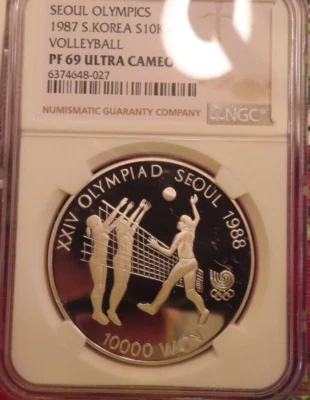 SEOUL OLYMPICS
1987 S.KOREA S10K
VOLLEYBALL
PF 69 ULTRA CAMEO
6374648-027
NUMISMATIC GUARANTY COMPANY
NGC
XXIV OLYMPIAD SEOUL 1988
10000 WON